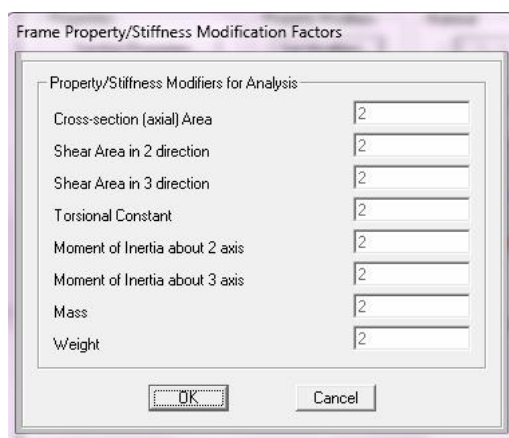 Frame Property/Stiffness Modification Factors
Property/Stiffness Modifiers for Analysis
Cross-section (axial) Area 2
Shear Area in 2 direction 2
Shear Area in 3 direction 2
Torsional Constant 2
Moment of Inertia about 2 axis 2
Moment of Inertia about 3 axis 2
Mass 2
Weight 2
OK Cancel